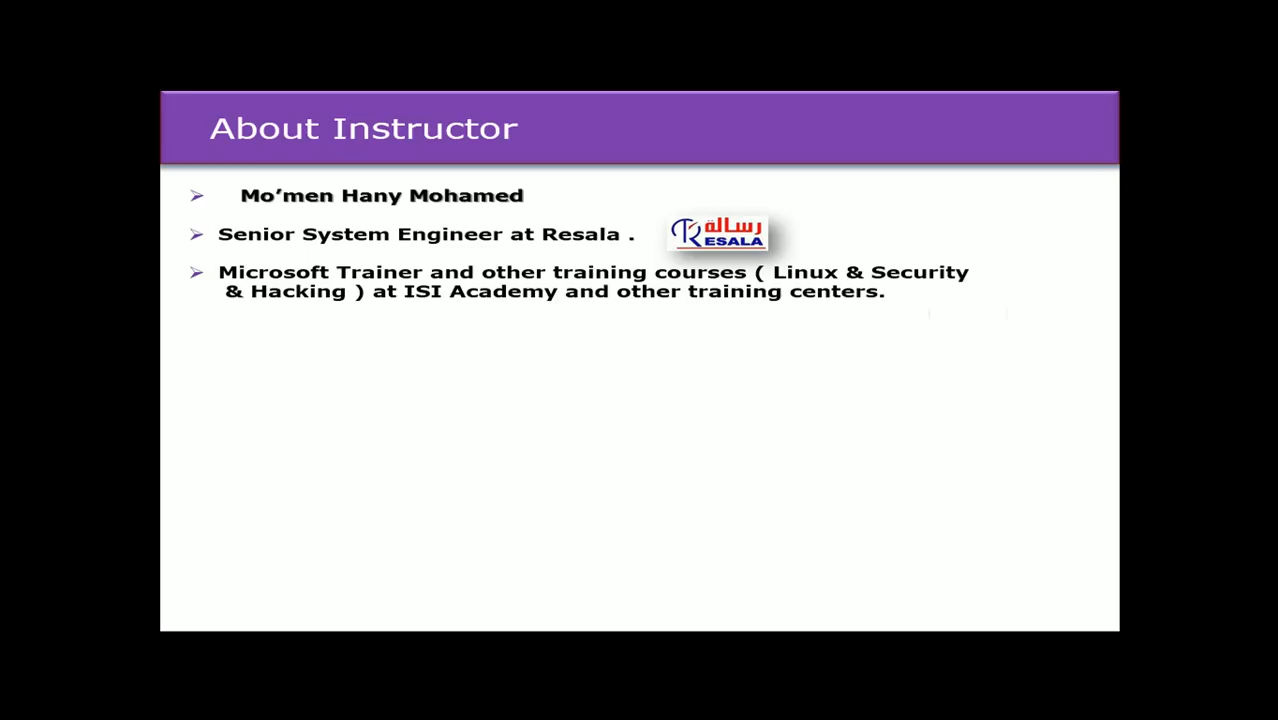 About Instructor
Mo’men Hany Mohamed
Senior System Engineer at Resala .
رسالة
RESALA
Microsoft Trainer and other training courses ( Linux & Security
& Hacking ) at ISI Academy and other training centers.